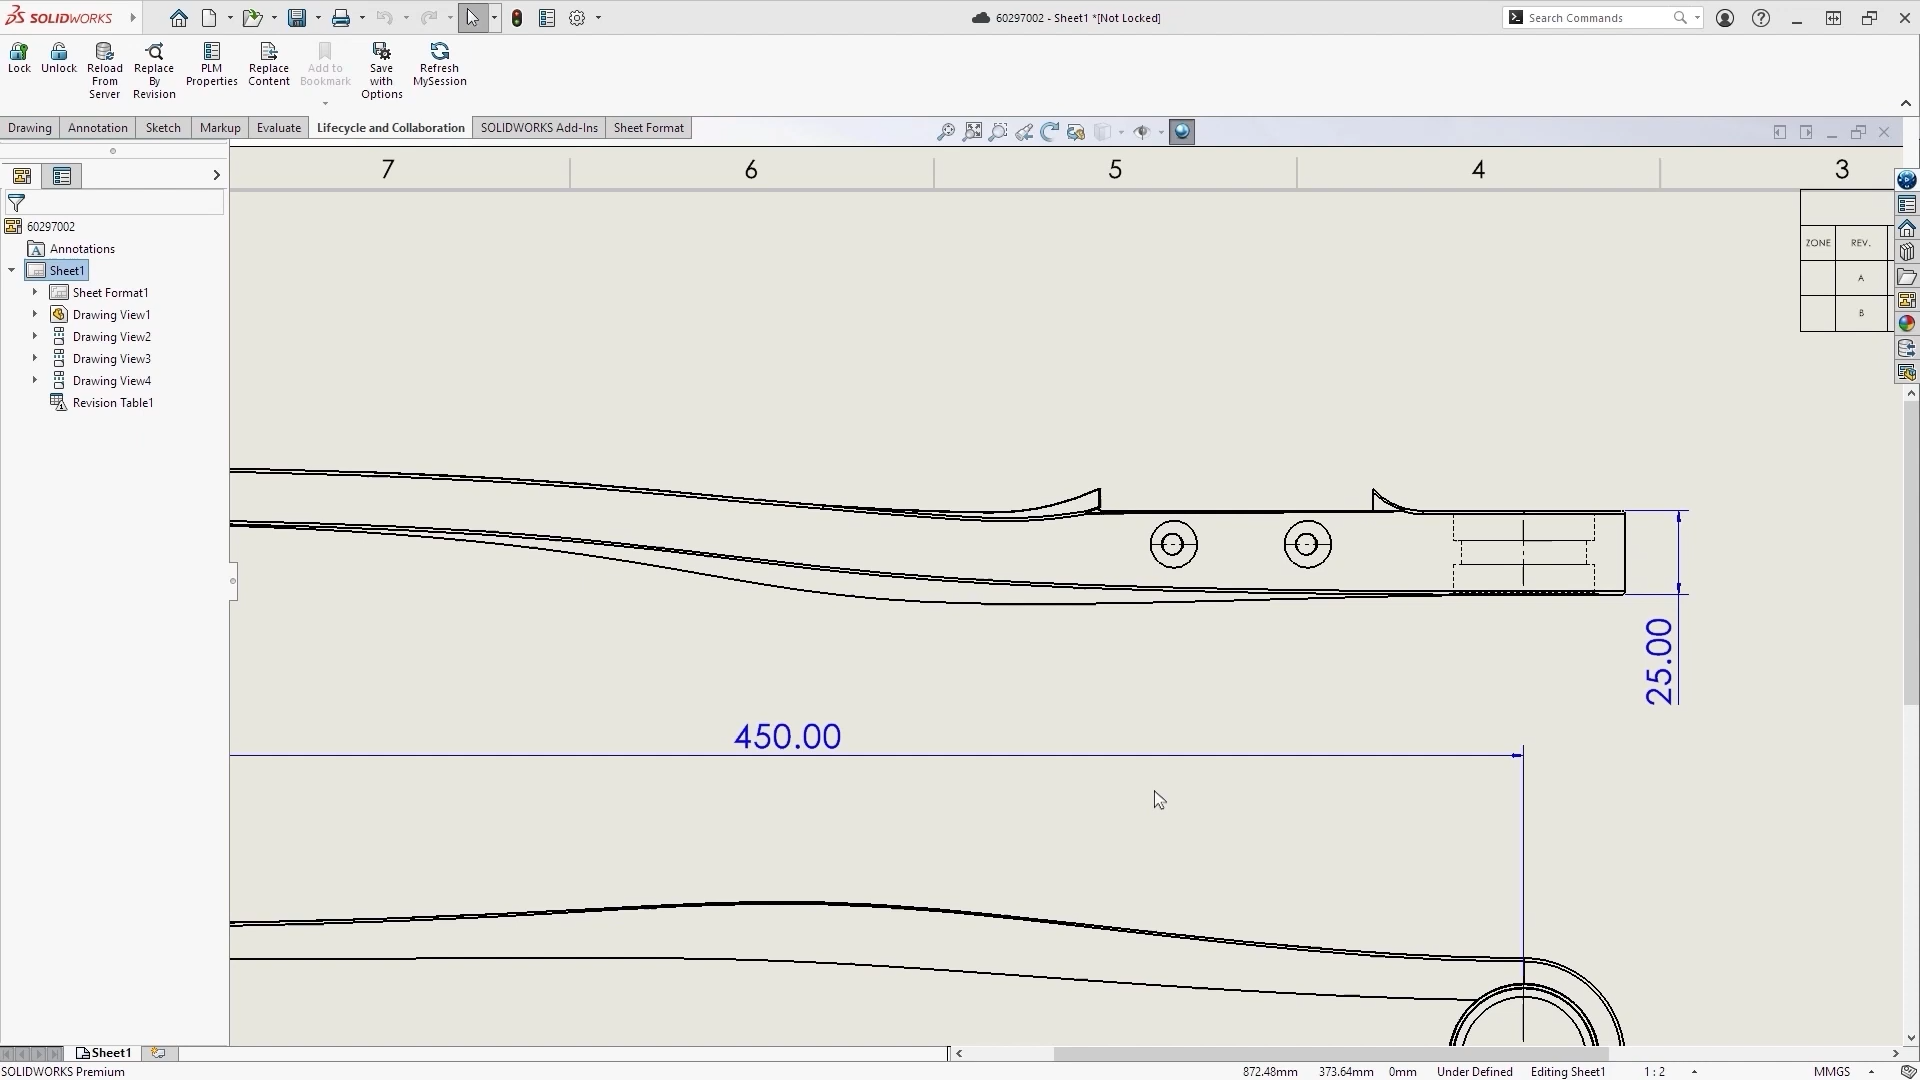 SOLIDWORKS
60297002 - Sheet1 *[Not Locked]
Search Commands
Lock
Unlock
Reload From Server
Replace By Revision
PLM Properties
Replace Content
Add to Bookmark
Save with Options
Refresh MySession
Drawing
Annotation
Sketch
Markup
Evaluate
Lifecycle and Collaboration
SOLIDWORKS Add-Ins
Sheet Format
7
6
5
4
3
60297002
Annotations
Sheet1
Sheet Format1
Drawing View1
Drawing View2
Drawing View3
Drawing View4
Revision Table1
ZONE
REV.
A
B
25.00
450.00
Sheet1
SOLIDWORKS Premium
872.48mm
373.64mm
0mm
Under Defined
Editing Sheet1
1 : 2
MMGS